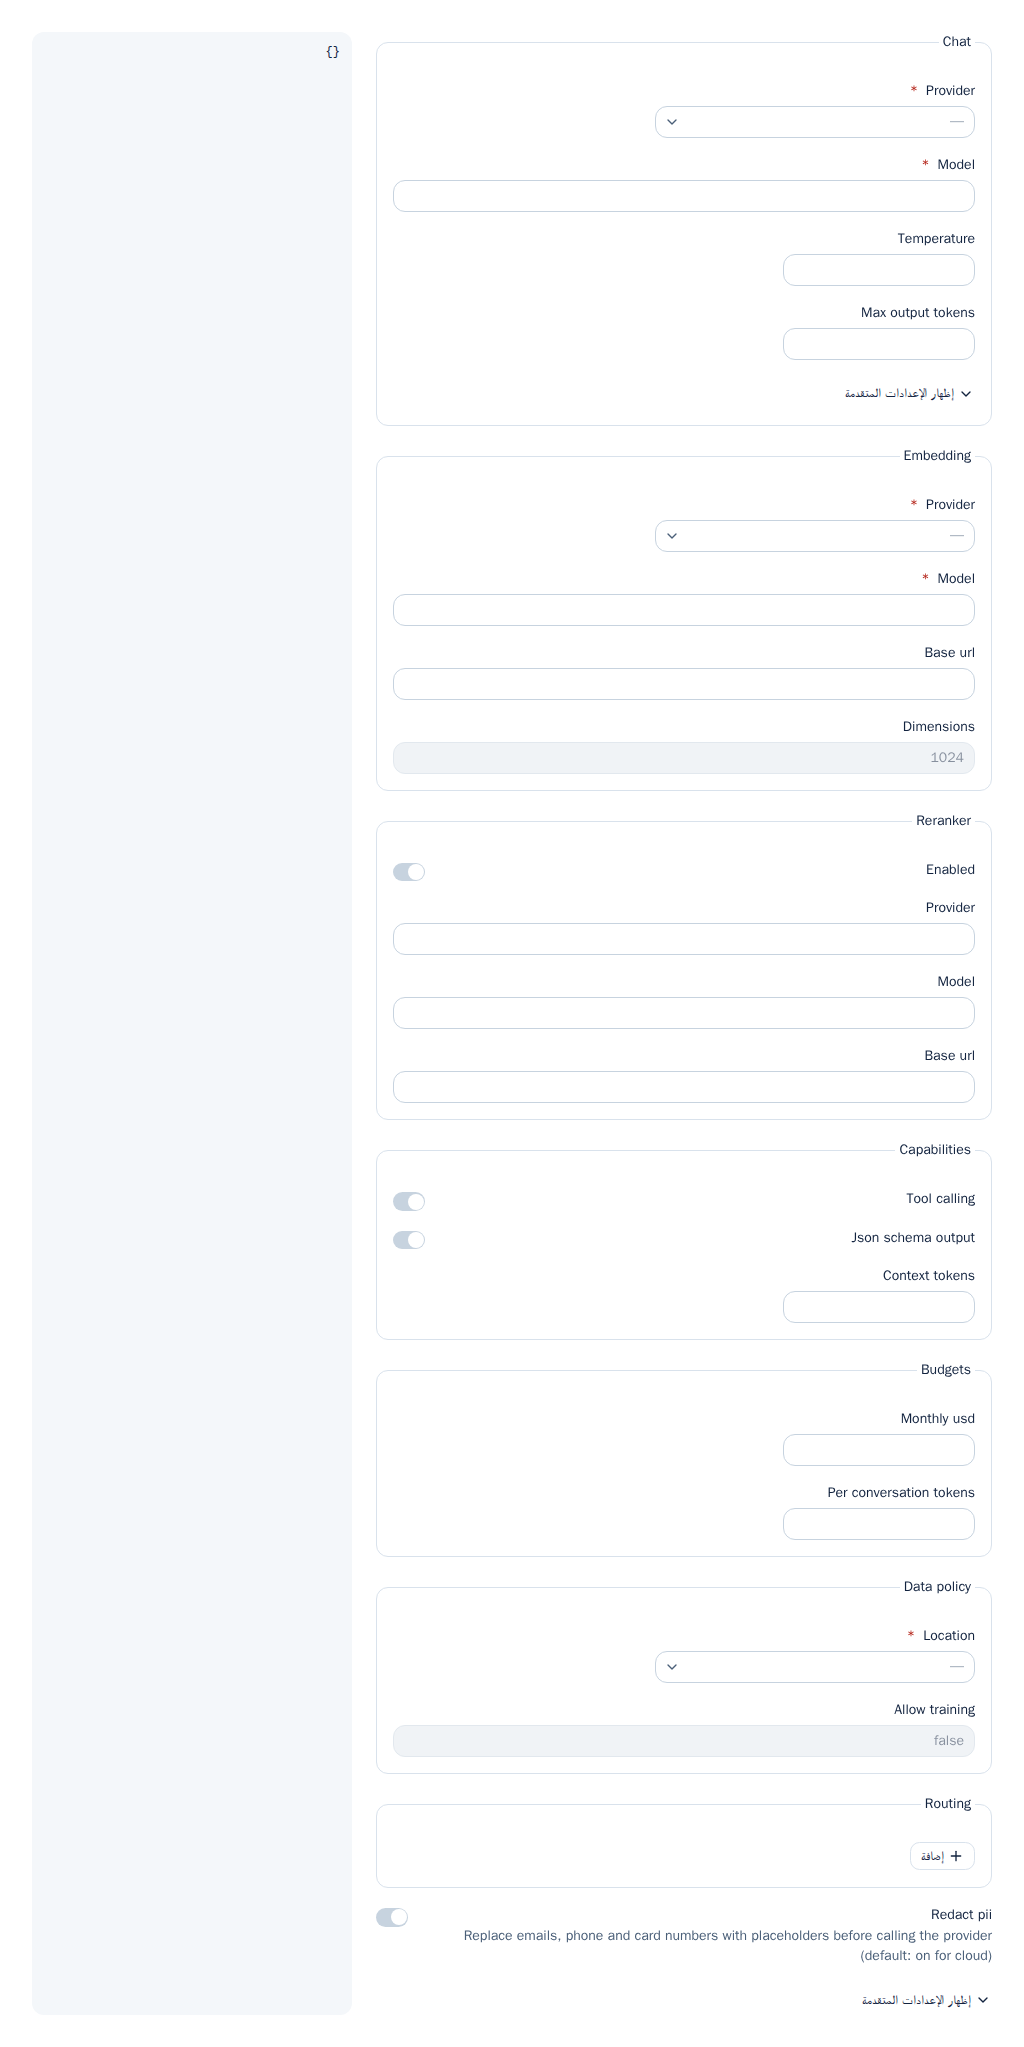 {}
Chat
Provider *
—
Model *
Temperature
Max output tokens
إظهار الإعدادات المتقدمة
Embedding
Provider *
—
Model *
Base url
Dimensions
1024
Reranker
Enabled
Provider
Model
Base url
Capabilities
Tool calling
Json schema output
Context tokens
Budgets
Monthly usd
Per conversation tokens
Data policy
Location *
—
Allow training
false
Routing
إضافة
Redact pii
Replace emails, phone and card numbers with placeholders before calling the provider
(default: on for cloud)
إظهار الإعدادات المتقدمة